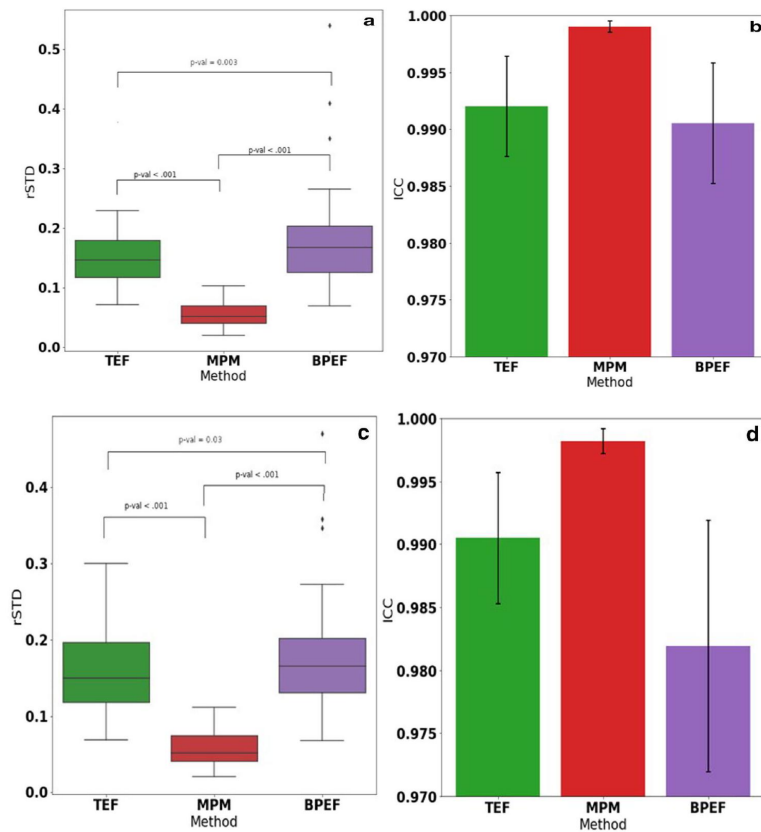 a
0.5
0.4
0.3
0.2
0.1
0.0
rSTD
p-val = 0.003
p-val < .001
p-val < .001
TEF MPM BPEF
Method
b
1.000
0.995
0.990
0.985
0.980
0.975
0.970
ICC
TEF MPM BPEF
Method
c
0.4
0.3
0.2
0.1
0.0
rSTD
p-val = 0.03
p-val < .001
p-val < .001
TEF MPM BPEF
Method
d
1.000
0.995
0.990
0.985
0.980
0.975
0.970
ICC
TEF MPM BPEF
Method